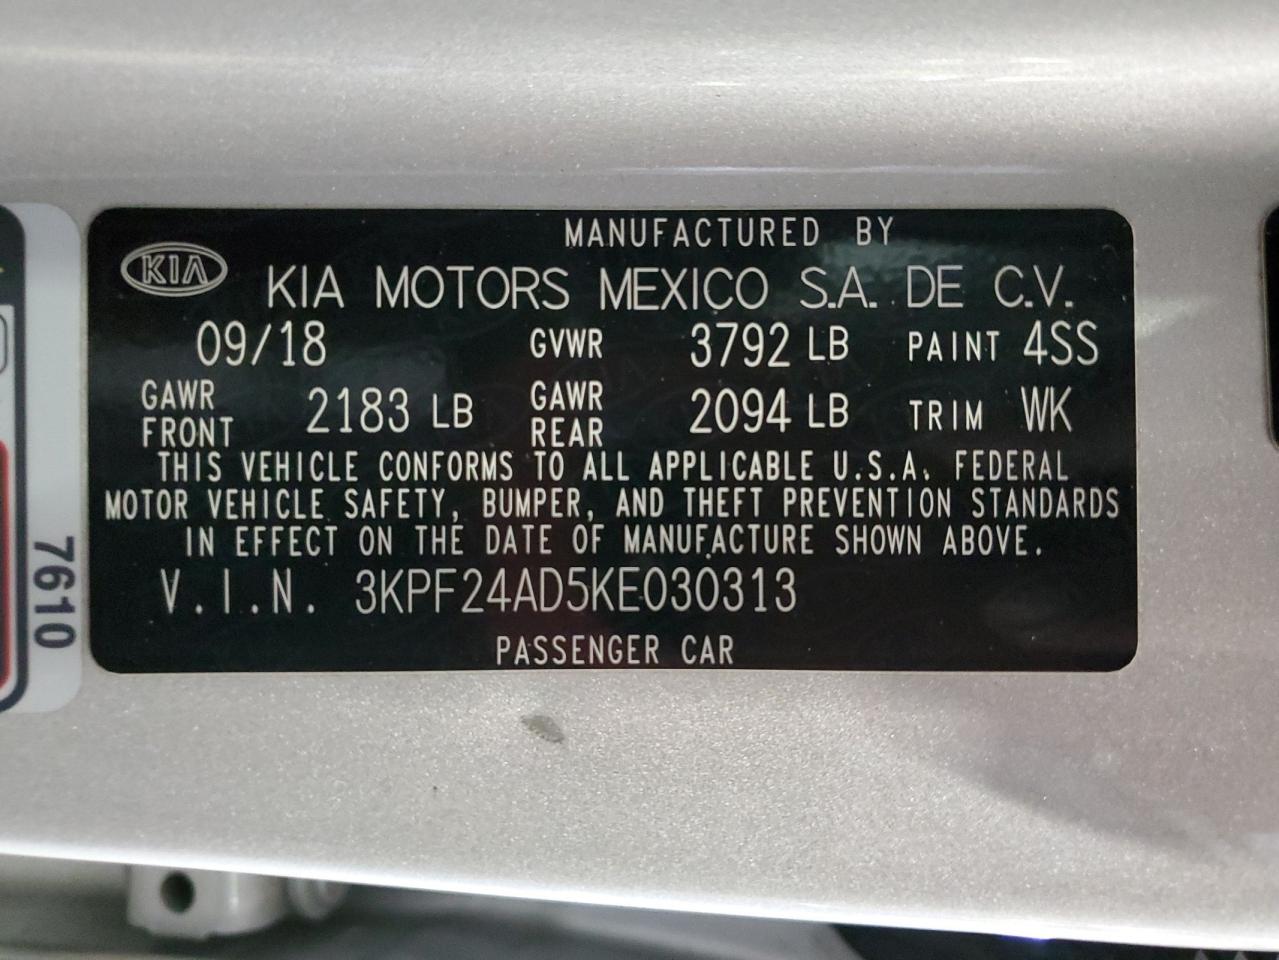 MANUFACTURED BY
KIA KIA MOTORS MEXICO S.A. DE C.V.
09/18 GVWR 3792 LB PAINT 4SS
GAWR FRONT 2183 LB GAWR REAR 2094 LB TRIM WK
THIS VEHICLE CONFORMS TO ALL APPLICABLE U.S.A. FEDERAL
MOTOR VEHICLE SAFETY, BUMPER, AND THEFT PREVENTION STANDARDS
IN EFFECT ON THE DATE OF MANUFACTURE SHOWN ABOVE.
V.I.N. 3KPF24AD5KE030313
PASSENGER CAR
7610